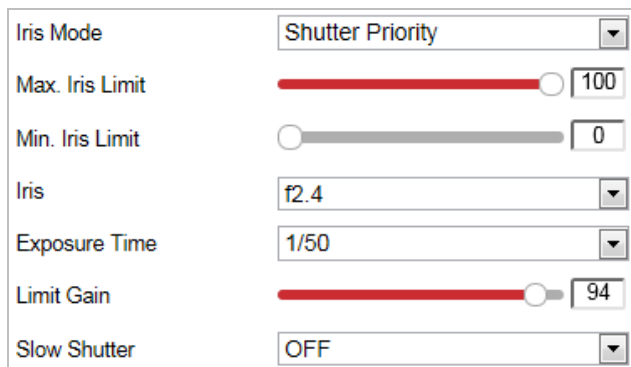 Iris Mode Shutter Priority
Max. Iris Limit 100
Min. Iris Limit 0
Iris f2.4
Exposure Time 1/50
Limit Gain 94
Slow Shutter OFF